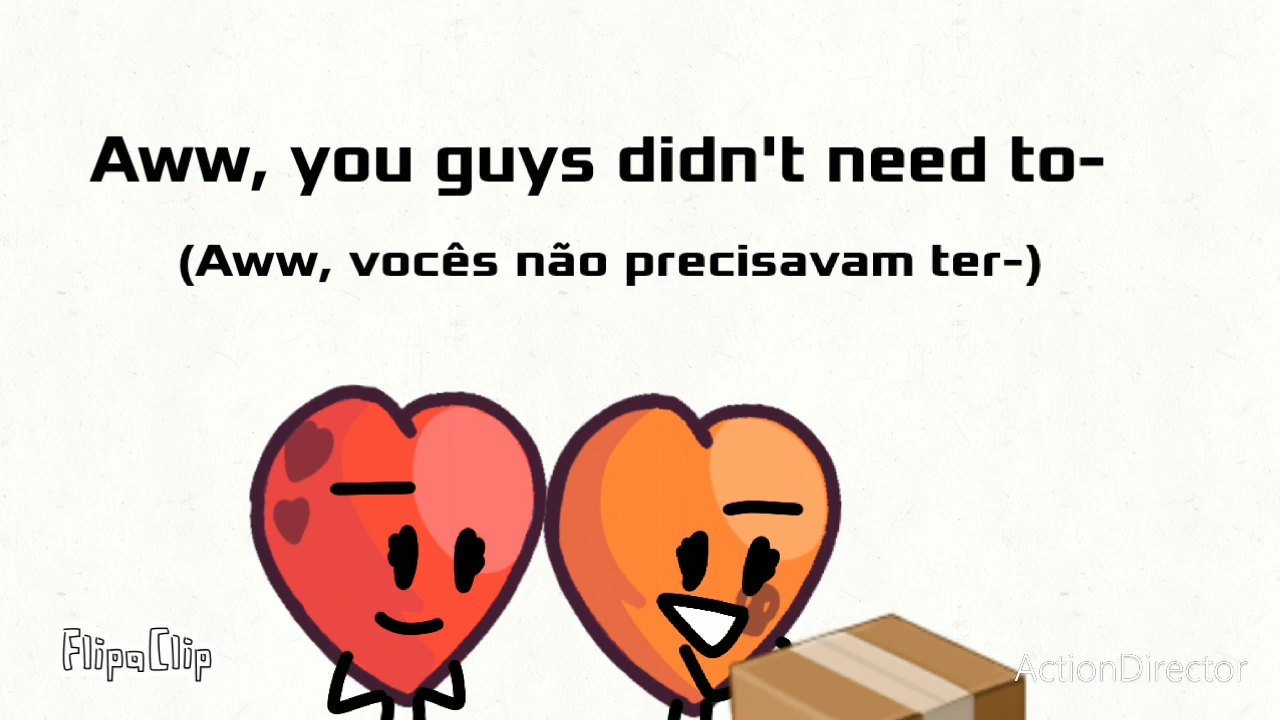 Aww, you guys didn't need to-
(Aww, vocês não precisavam ter-)
FlipaClip
ActionDirector